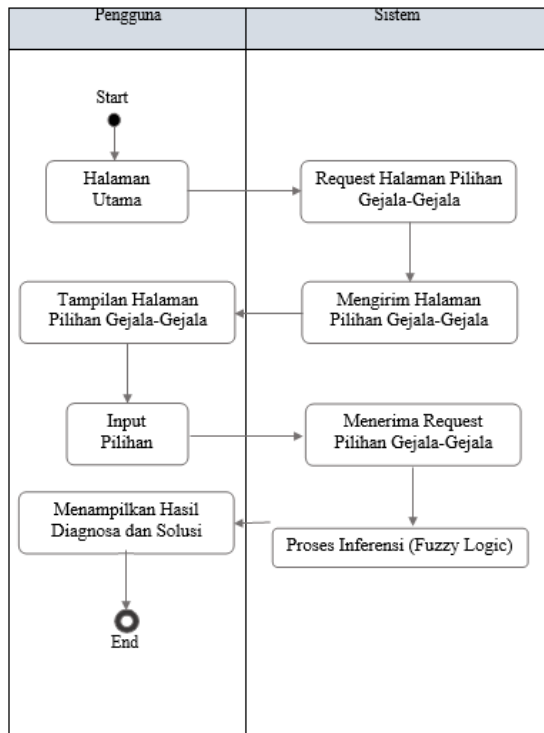 Pengguna
Sistem
Start
Halaman
Utama
Request Halaman Pilihan
Gejala-Gejala
Tampilan Halaman
Pilihan Gejala-Gejala
Mengirim Halaman
Pilihan Gejala-Gejala
Input
Pilihan
Menerima Request
Pilihan Gejala-Gejala
Menampilkan Hasil
Diagnosa dan Solusi
Proses Inferensi (Fuzzy Logic)
End